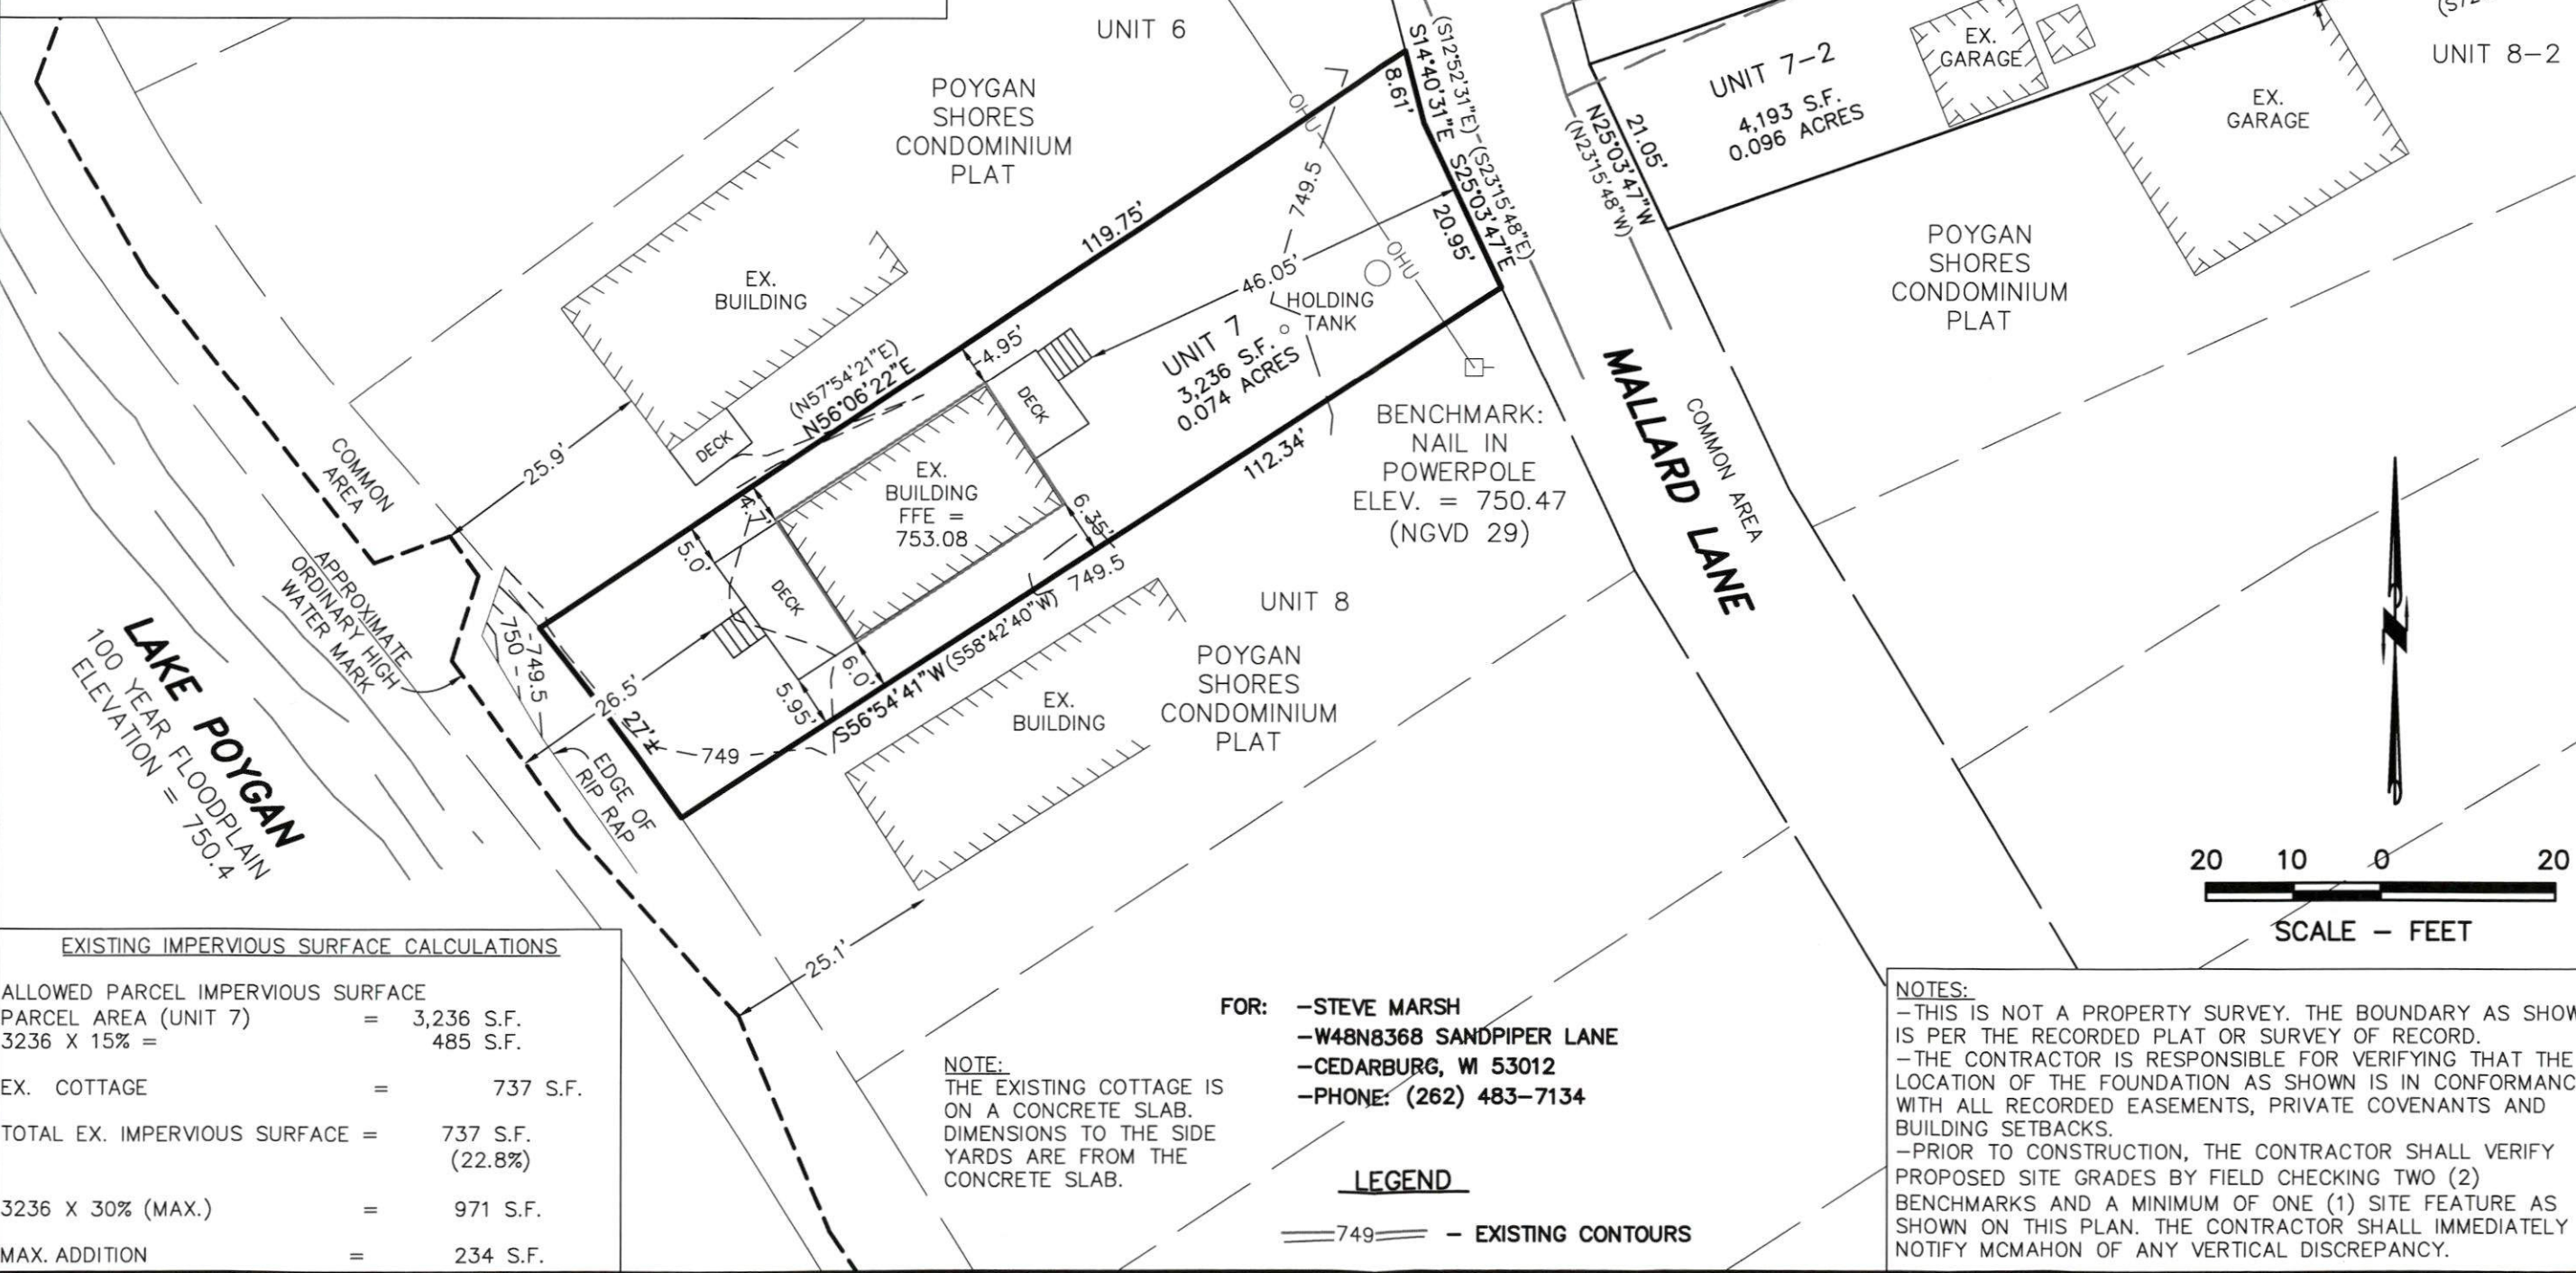 UNIT 6
POYGAN
SHORES
CONDOMINIUM
PLAT
(S12°52'31"E)-(S23°15'48"E)
S14°40'31"E S25°03'47"E
8.61'
20.95'
OHU
OHU
749.5
119.75'
46.05'
HOLDING
TANK
UNIT 7
3,236 S.F.
0.074 ACRES
4.95'
DECK
EX.
BUILDING
DECK
(N57°54'21"E)
N56°06'22"E
EX.
BUILDING
FFE =
753.08
4.7'
5.0'
DECK
6.35'
6.0'
5.95'
112.34'
749.5
S56°54'41"W (S58°42'40"W)
25.9'
26.5'
27'±
749
750
749.5
EDGE OF
RIP RAP
COMMON
AREA
APPROXIMATE
ORDINARY HIGH
WATER MARK
LAKE POYGAN
100 YEAR FLOODPLAIN
ELEVATION = 750.4
UNIT 7-2
4,193 S.F.
0.096 ACRES
21.05'
N25°03'47"W
(N23°15'48"W)
EX.
GARAGE
EX.
GARAGE
UNIT 8-2
POYGAN
SHORES
CONDOMINIUM
PLAT
MALLARD LANE
COMMON AREA
BENCHMARK:
NAIL IN
POWERPOLE
ELEV. = 750.47
(NGVD 29)
UNIT 8
POYGAN
SHORES
CONDOMINIUM
PLAT
EX.
BUILDING
25.1'
20 10 0 20
SCALE - FEET
EXISTING IMPERVIOUS SURFACE CALCULATIONS
ALLOWED PARCEL IMPERVIOUS SURFACE
PARCEL AREA (UNIT 7) = 3,236 S.F.
3236 X 15% = 485 S.F.
EX. COTTAGE = 737 S.F.
TOTAL EX. IMPERVIOUS SURFACE = 737 S.F.
(22.8%)
3236 X 30% (MAX.) = 971 S.F.
MAX. ADDITION = 234 S.F.
NOTE:
THE EXISTING COTTAGE IS
ON A CONCRETE SLAB.
DIMENSIONS TO THE SIDE
YARDS ARE FROM THE
CONCRETE SLAB.
FOR: -STEVE MARSH
-W48N8368 SANDPIPER LANE
-CEDARBURG, WI 53012
-PHONE: (262) 483-7134
LEGEND
749 - EXISTING CONTOURS
NOTES:
-THIS IS NOT A PROPERTY SURVEY. THE BOUNDARY AS SHOW
IS PER THE RECORDED PLAT OR SURVEY OF RECORD.
-THE CONTRACTOR IS RESPONSIBLE FOR VERIFYING THAT THE
LOCATION OF THE FOUNDATION AS SHOWN IS IN CONFORMANC
WITH ALL RECORDED EASEMENTS, PRIVATE COVENANTS AND
BUILDING SETBACKS.
-PRIOR TO CONSTRUCTION, THE CONTRACTOR SHALL VERIFY
PROPOSED SITE GRADES BY FIELD CHECKING TWO (2)
BENCHMARKS AND A MINIMUM OF ONE (1) SITE FEATURE AS
SHOWN ON THIS PLAN. THE CONTRACTOR SHALL IMMEDIATELY
NOTIFY MCMAHON OF ANY VERTICAL DISCREPANCY.